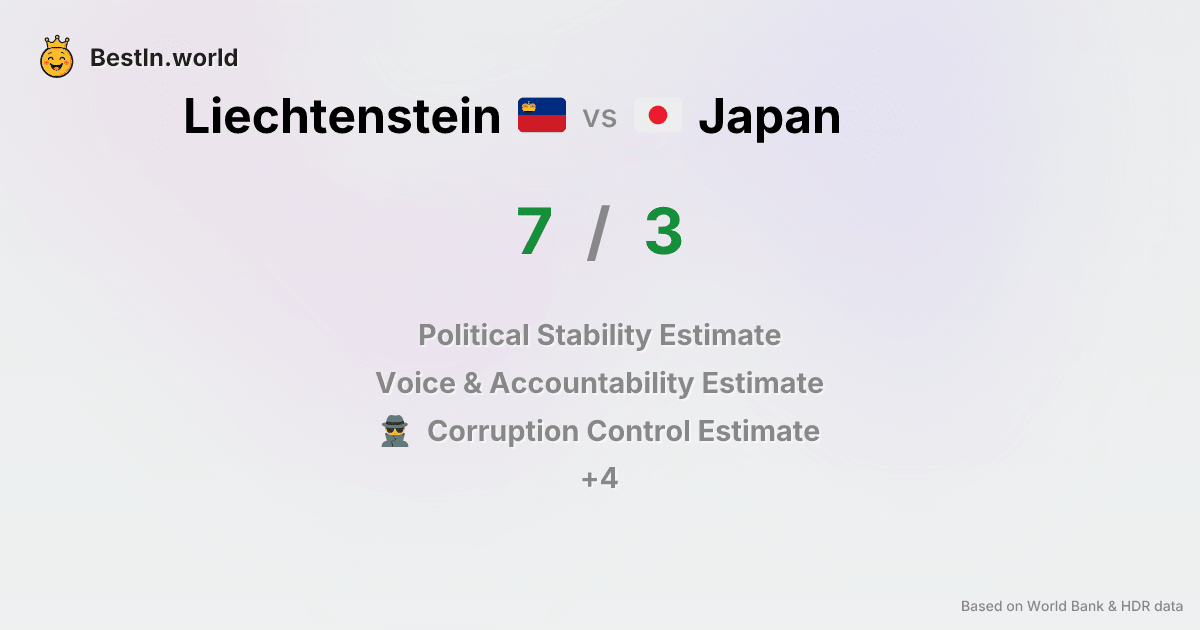 BestIn.world
Liechtenstein vs Japan
7 / 3
Political Stability Estimate
Voice & Accountability Estimate
Corruption Control Estimate
+4
Based on World Bank & HDR data